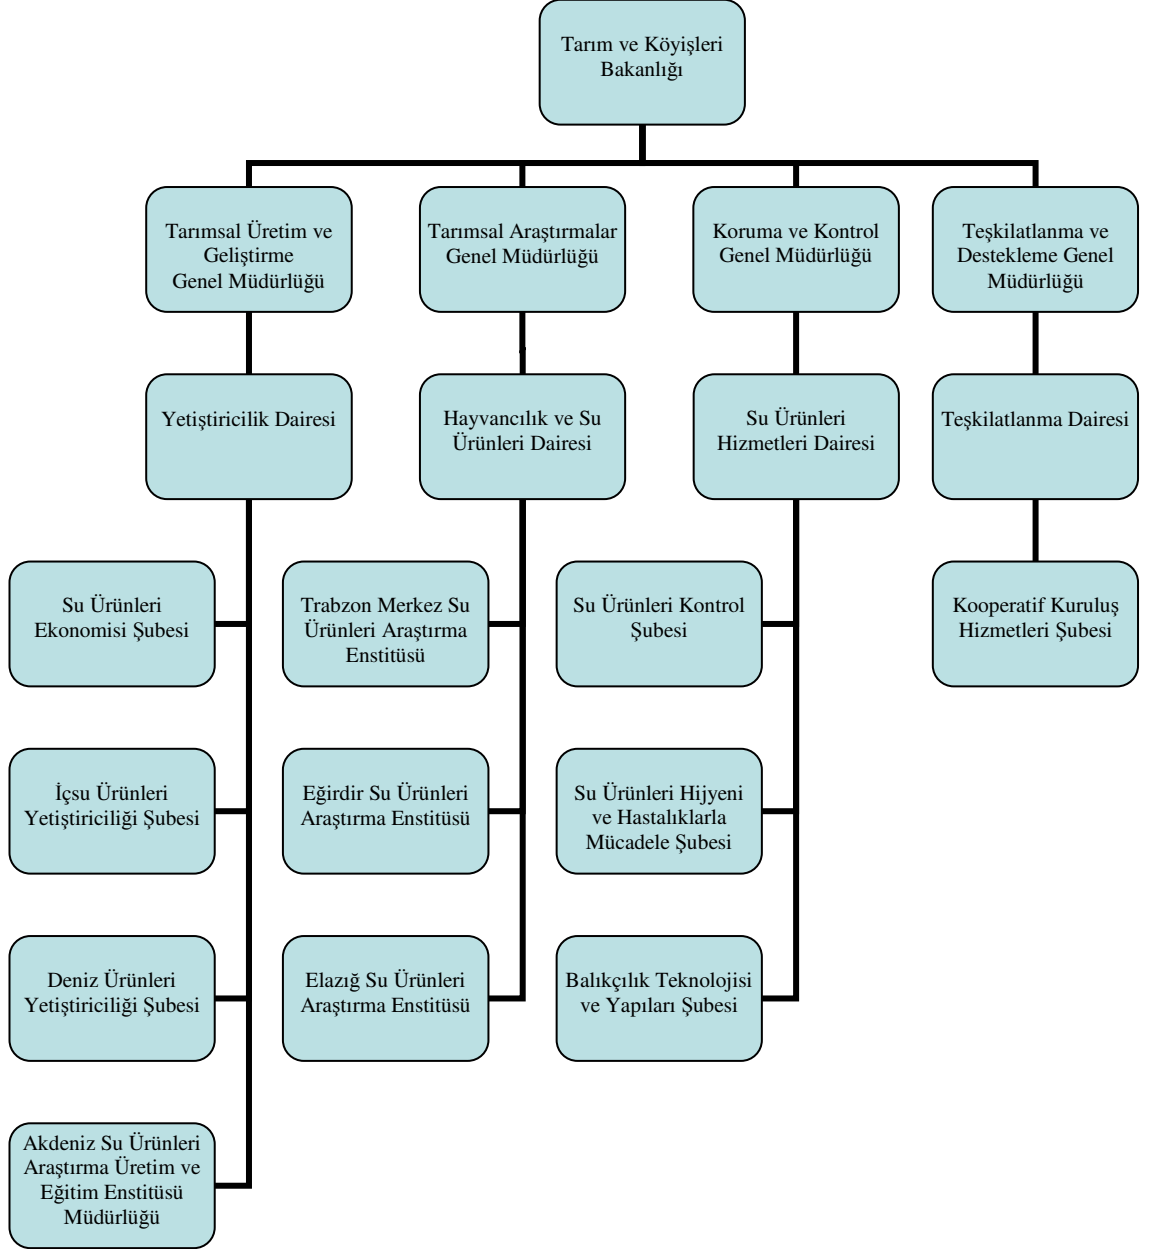 Tarım ve Köyişleri
Bakanlığı
Tarımsal Üretim ve
Geliştirme
Genel Müdürlüğü
Tarımsal Araştırmalar
Genel Müdürlüğü
Koruma ve Kontrol
Genel Müdürlüğü
Teşkilatlanma ve
Destekleme Genel
Müdürlüğü
Yetiştiricilik Dairesi
Hayvancılık ve Su
Ürünleri Dairesi
Su Ürünleri
Hizmetleri Dairesi
Teşkilatlanma Dairesi
Su Ürünleri
Ekonomisi Şubesi
Trabzon Merkez Su
Ürünleri Araştırma
Enstitüsü
Su Ürünleri Kontrol
Şubesi
Kooperatif Kuruluş
Hizmetleri Şubesi
İçsu Ürünleri
Yetiştiriciliği Şubesi
Eğirdir Su Ürünleri
Araştırma Enstitüsü
Su Ürünleri Hijyeni
ve Hastalıklarla
Mücadele Şubesi
Deniz Ürünleri
Yetiştiriciliği Şubesi
Elazığ Su Ürünleri
Araştırma Enstitüsü
Balıkçılık Teknolojisi
ve Yapıları Şubesi
Akdeniz Su Ürünleri
Araştırma Üretim ve
Eğitim Enstitüsü
Müdürlüğü